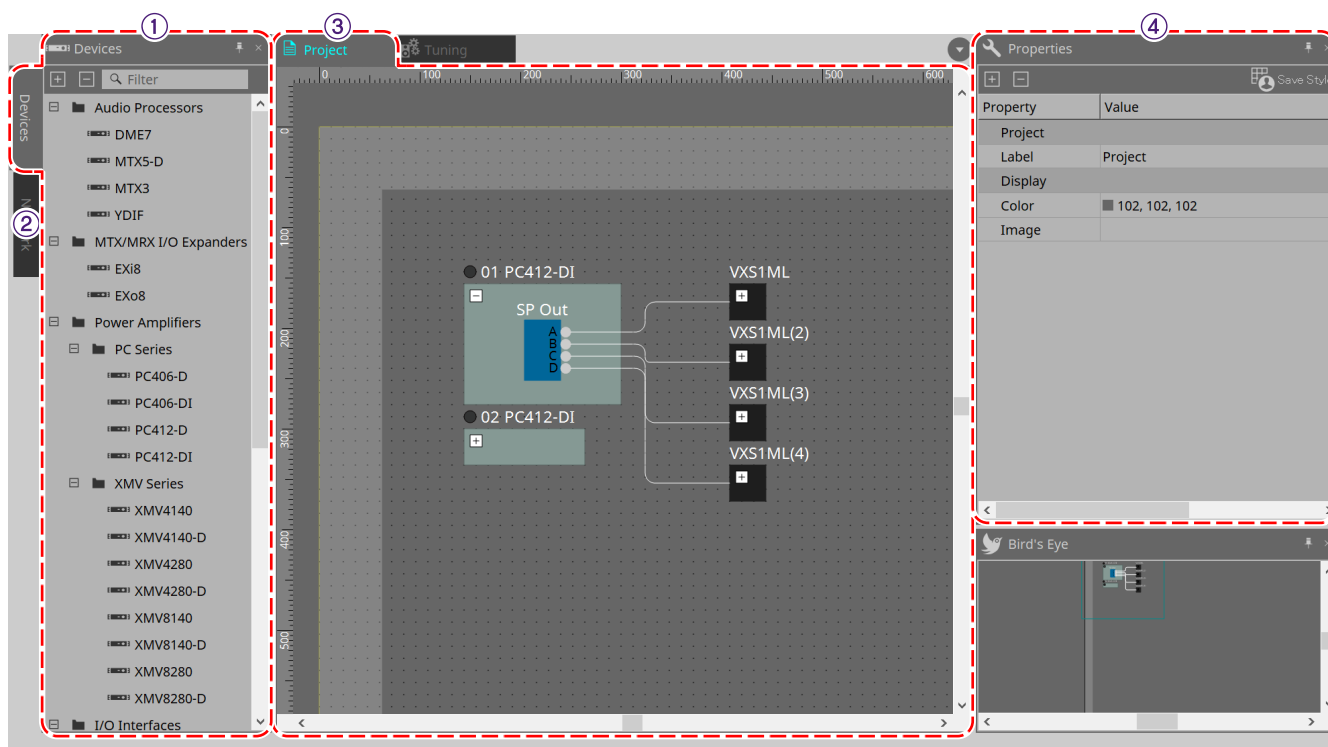 ①
Devices
Filter
Audio Processors
DME7
MTX5-D
MTX3
YDIF
MTX/MRX I/O Expanders
EXi8
EXo8
Power Amplifiers
PC Series
PC406-D
PC406-DI
PC412-D
PC412-DI
XMV Series
XMV4140
XMV4140-D
XMV4280
XMV4280-D
XMV8140
XMV8140-D
XMV8280
XMV8280-D
I/O Interfaces
Devices
②
③
Project
Tuning
0 100 200 300 400 500 600
0
100
200
300
400
500
01 PC412-DI
SP Out
A
B
C
D
02 PC412-DI
VXS1ML
VXS1ML(2)
VXS1ML(3)
VXS1ML(4)
④
Properties
Save
Property Value
Project
Label Project
Display
Color 102, 102, 102
Image
Bird's Eye